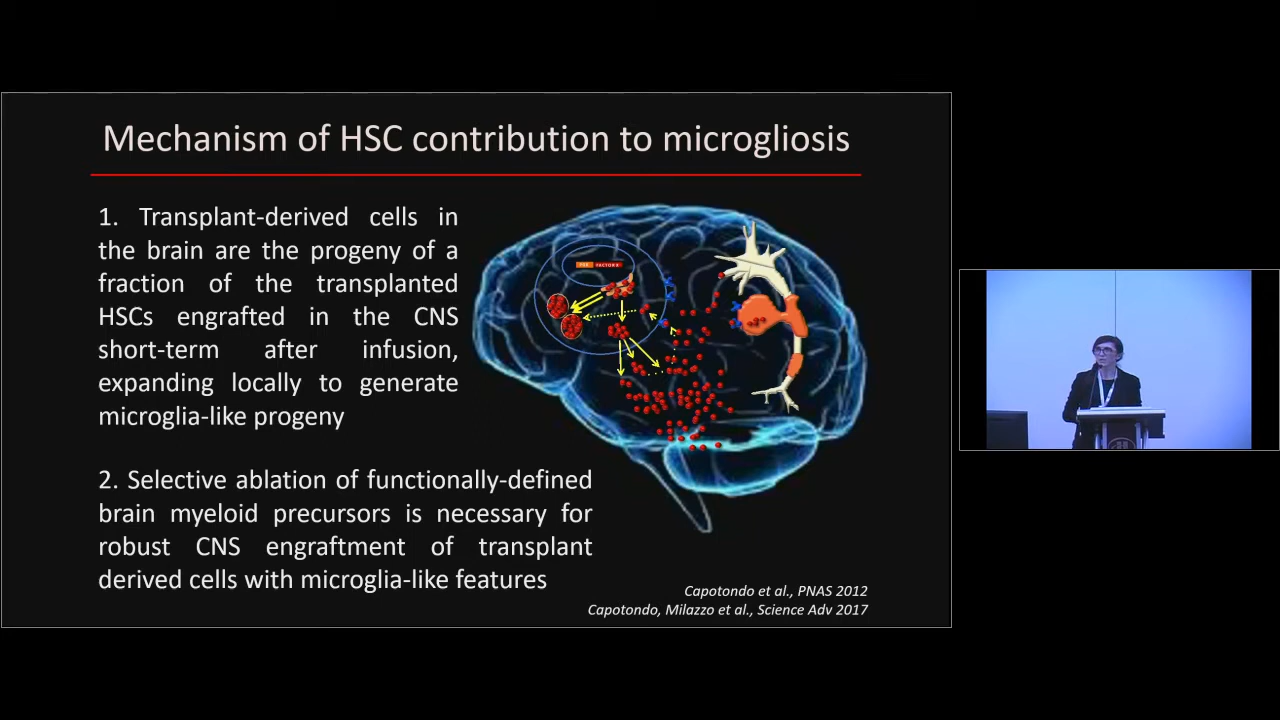 Mechanism of HSC contribution to microgliosis
1. Transplant-derived cells in
the brain are the progeny of a
fraction of the transplanted
HSCs engrafted in the CNS
short-term after infusion,
expanding locally to generate
microglia-like progeny
2. Selective ablation of functionally-defined
brain myeloid precursors is necessary for
robust CNS engraftment of transplant
derived cells with microglia-like features
Capotondo et al., PNAS 2012
Capotondo, Milazzo et al., Science Adv 2017